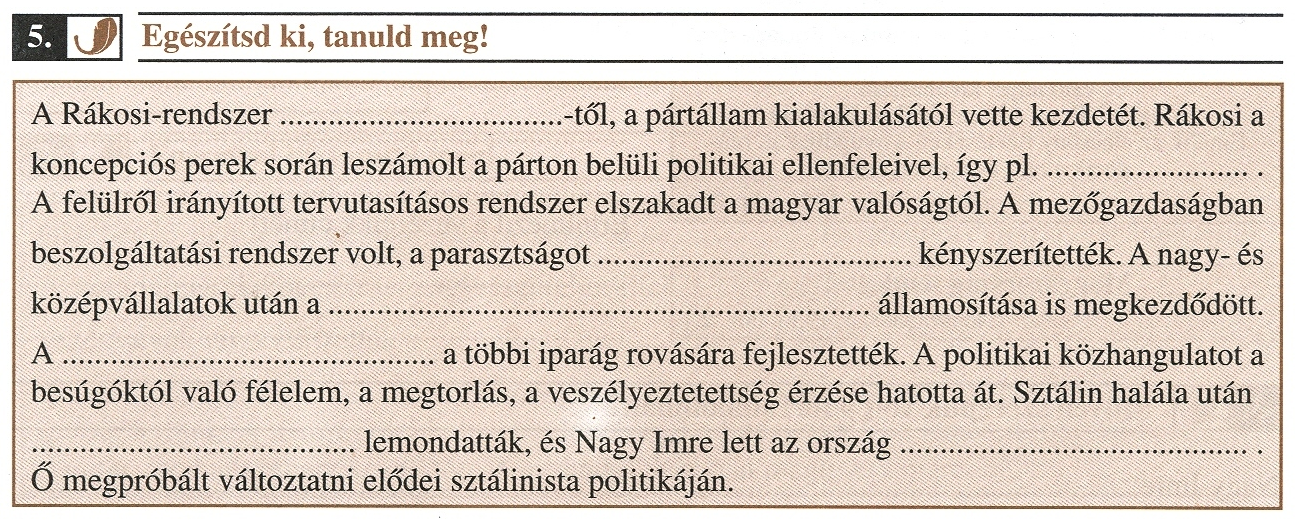 5. Egészítsd ki, tanuld meg!
A Rákosi-rendszer ..................................-től, a pártállam kialakulásától vette kezdetét. Rákosi a
koncepciós perek során leszámolt a párton belüli politikai ellenfeleivel, így pl. ........................ .
A felülről irányított tervutasításos rendszer elszakadt a magyar valóságtól. A mezőgazdaságban
beszolgáltatási rendszer volt, a parasztságot ...................................... kényszerítették. A nagy- és
középvállalatok után a .................................................................. államosítása is megkezdődött.
A ............................................. a többi iparág rovására fejlesztették. A politikai közhangulatot a
besúgóktól való félelem, a megtorlás, a veszélyeztetettség érzése hatotta át. Sztálin halála után
....................................... lemondatták, és Nagy Imre lett az ország .......................................... .
Ő megpróbált változtatni elődei sztálinista politikáján.